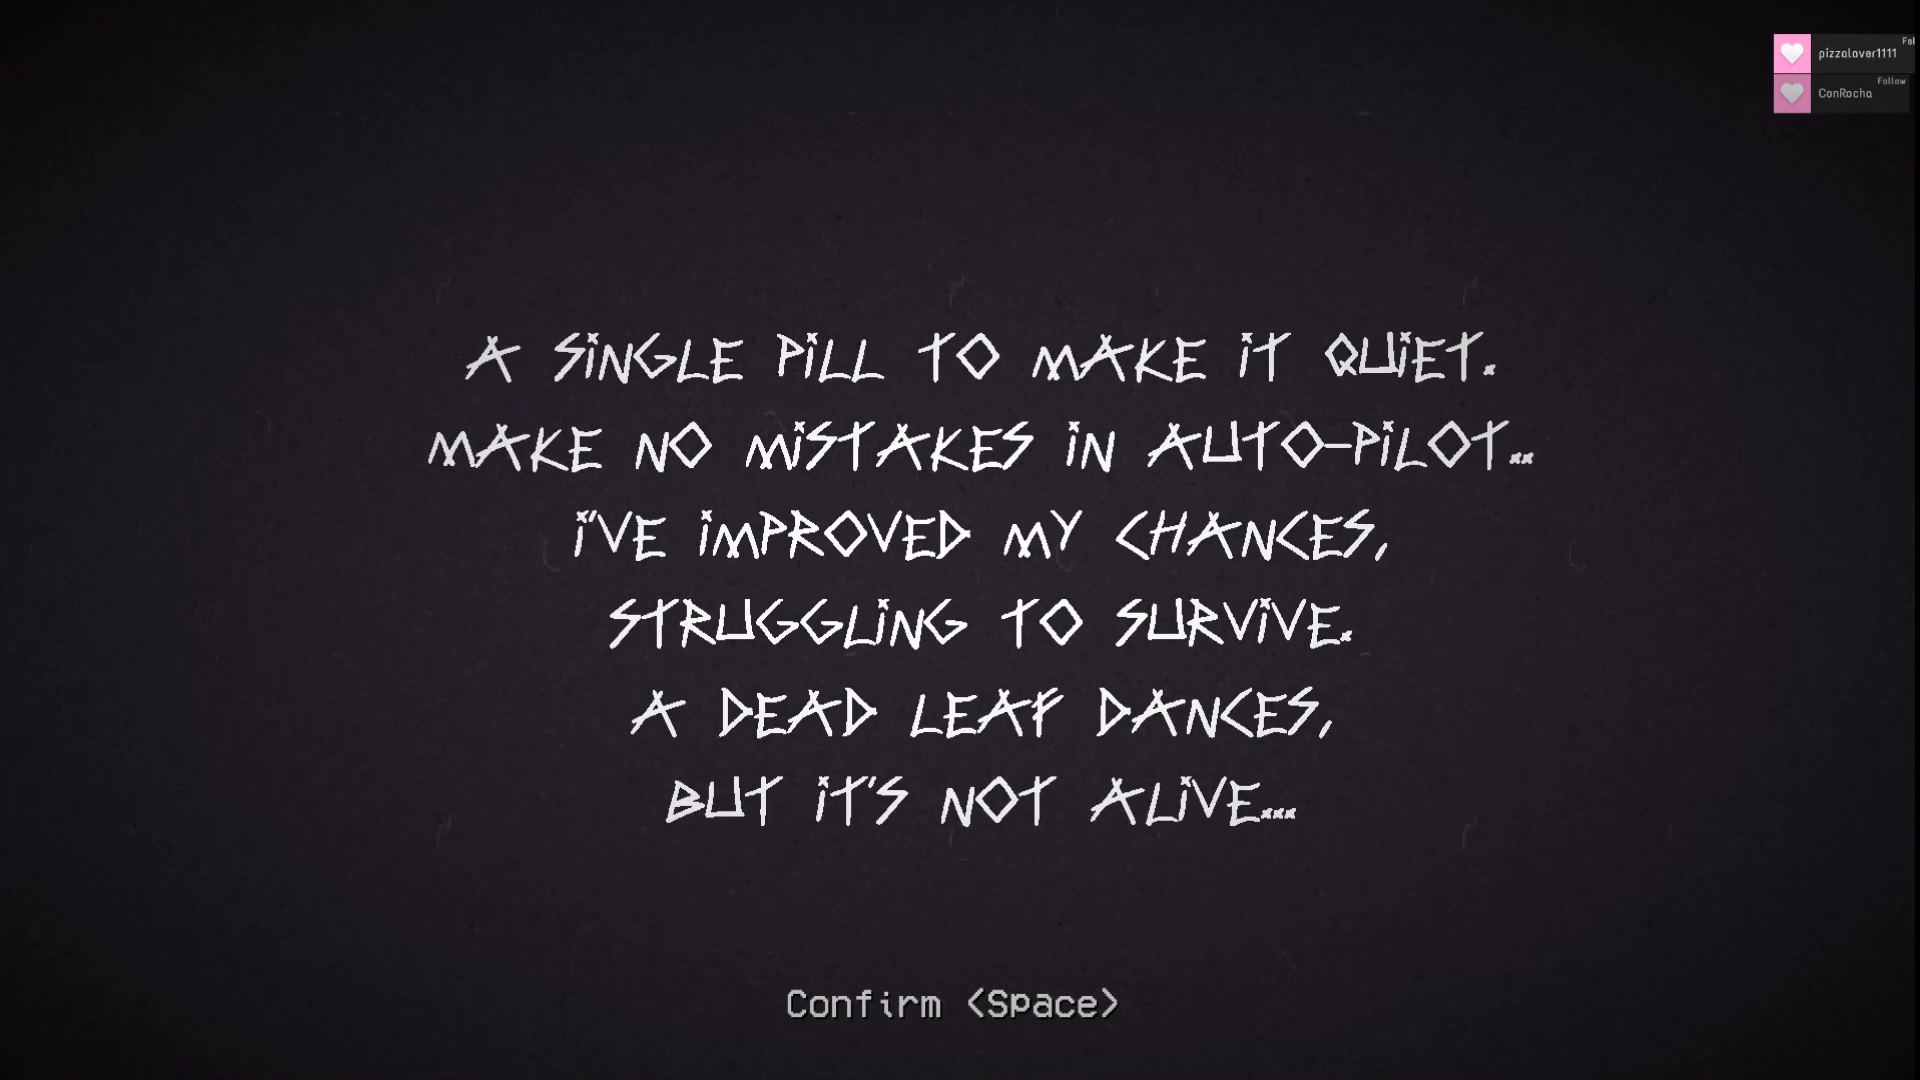 Fol
pizzalover1111
Follow
ConRocha
A SiNGLE PiLL TO MAKE iT QUiET.
MAKE NO MiSTAKES iN AUTO-PiLOT..
i'VE iMPROVED MY CHANCES,
STRUGGLiNG TO SURViVE.
A DEAD LEAF DANCES,
BUT iT'S NOT ALiVE...
Confirm <Space>